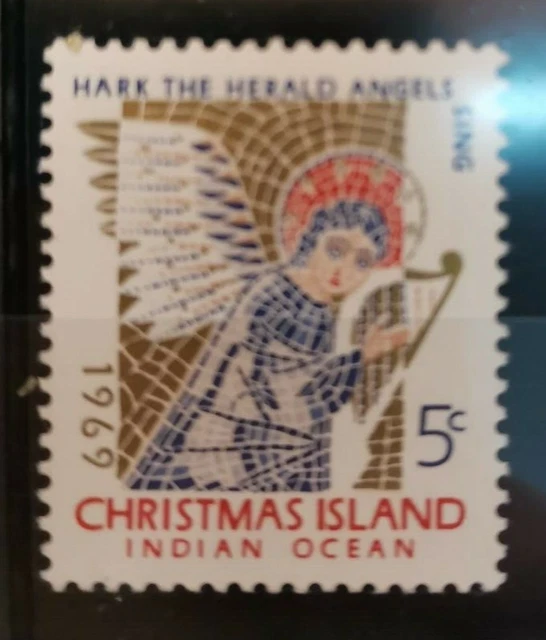 HARK THE HERALD ANGELS
SING
1969
5c
CHRISTMAS ISLAND
INDIAN OCEAN